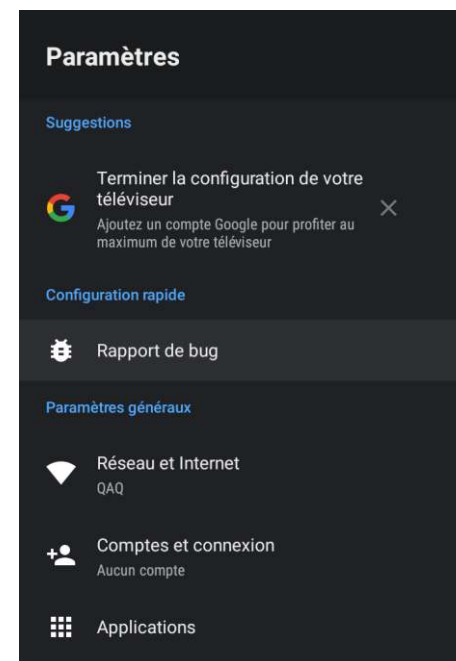 Paramètres
Suggestions
Terminer la configuration de votre
téléviseur
Ajoutez un compte Google pour profiter au
maximum de votre téléviseur
Configuration rapide
Rapport de bug
Paramètres généraux
Réseau et Internet
QAQ
Comptes et connexion
Aucun compte
Applications